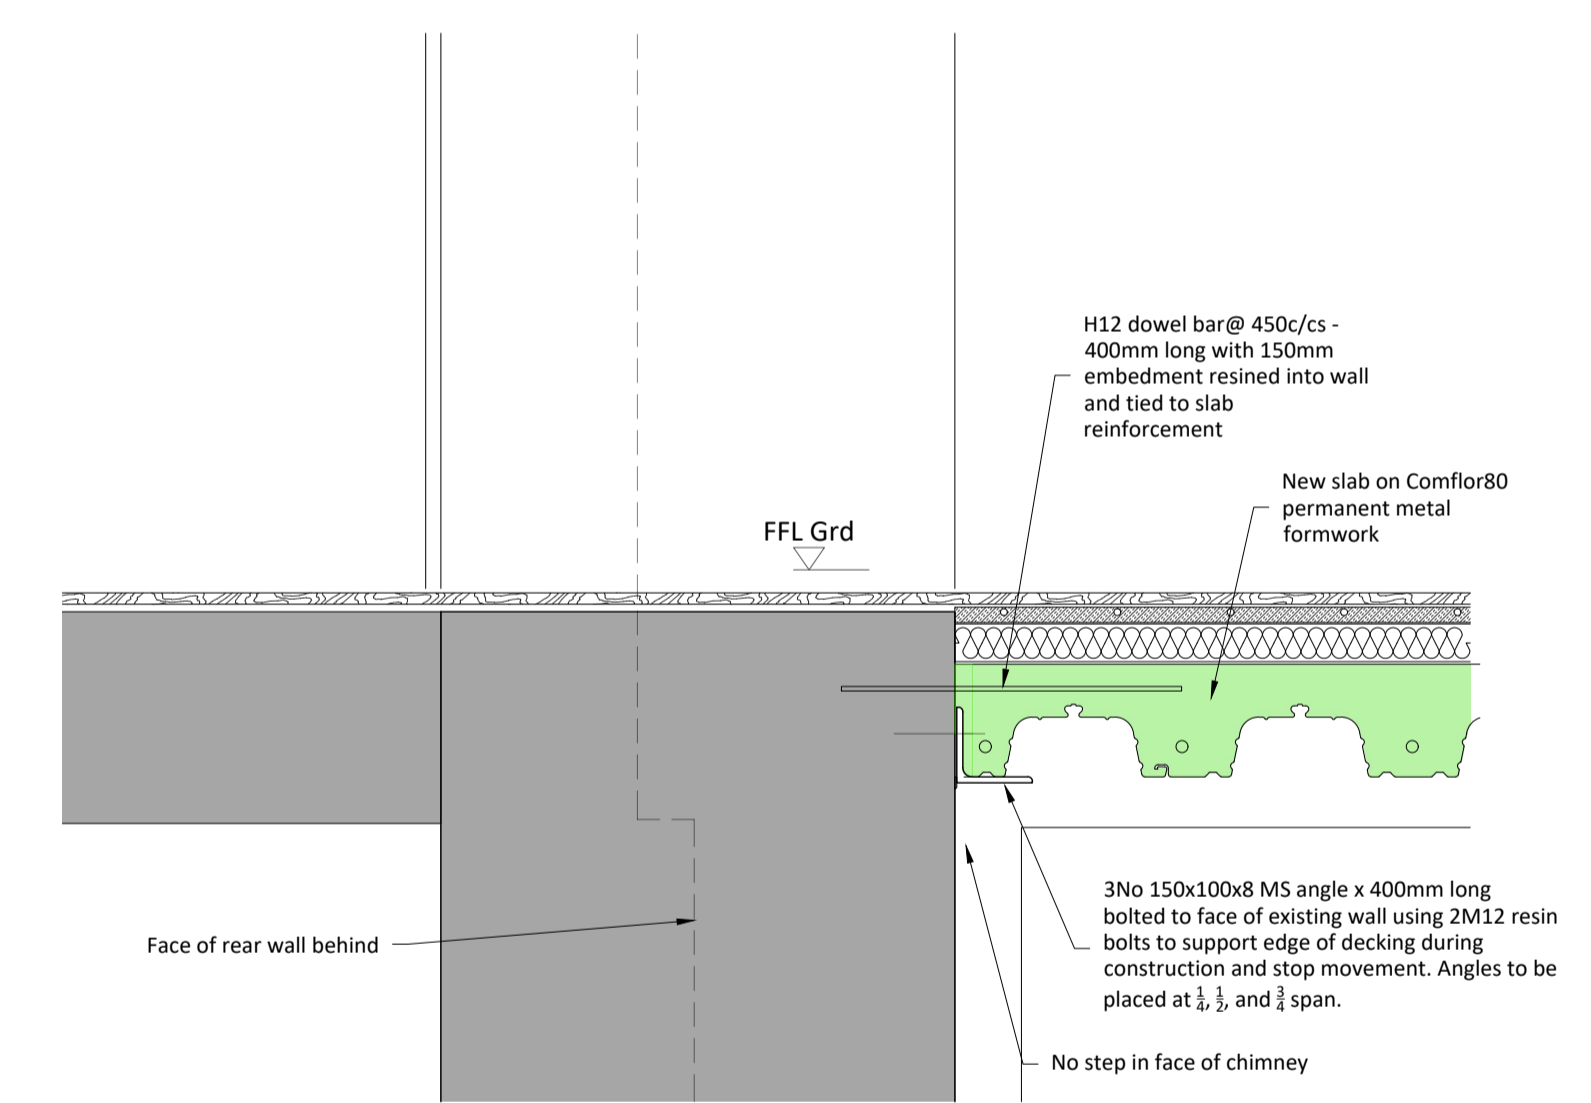 H12 dowel bar@ 450c/cs -
400mm long with 150mm
embedment resined into wall
and tied to slab
reinforcement
New slab on Comflor80
permanent metal
formwork
FFL Grd
3No 150x100x8 MS angle x 400mm long
bolted to face of existing wall using 2M12 resin
bolts to support edge of decking during
construction and stop movement. Angles to be
placed at 1/4, 1/2, and 3/4 span.
Face of rear wall behind
No step in face of chimney